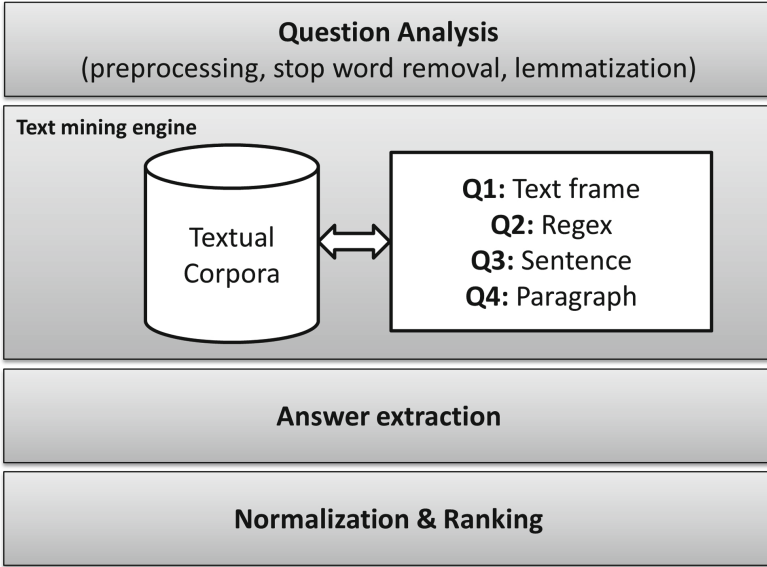 Question Analysis
(preprocessing, stop word removal, lemmatization)
Text mining engine
Textual
Corpora
Q1: Text frame
Q2: Regex
Q3: Sentence
Q4: Paragraph
Answer extraction
Normalization & Ranking